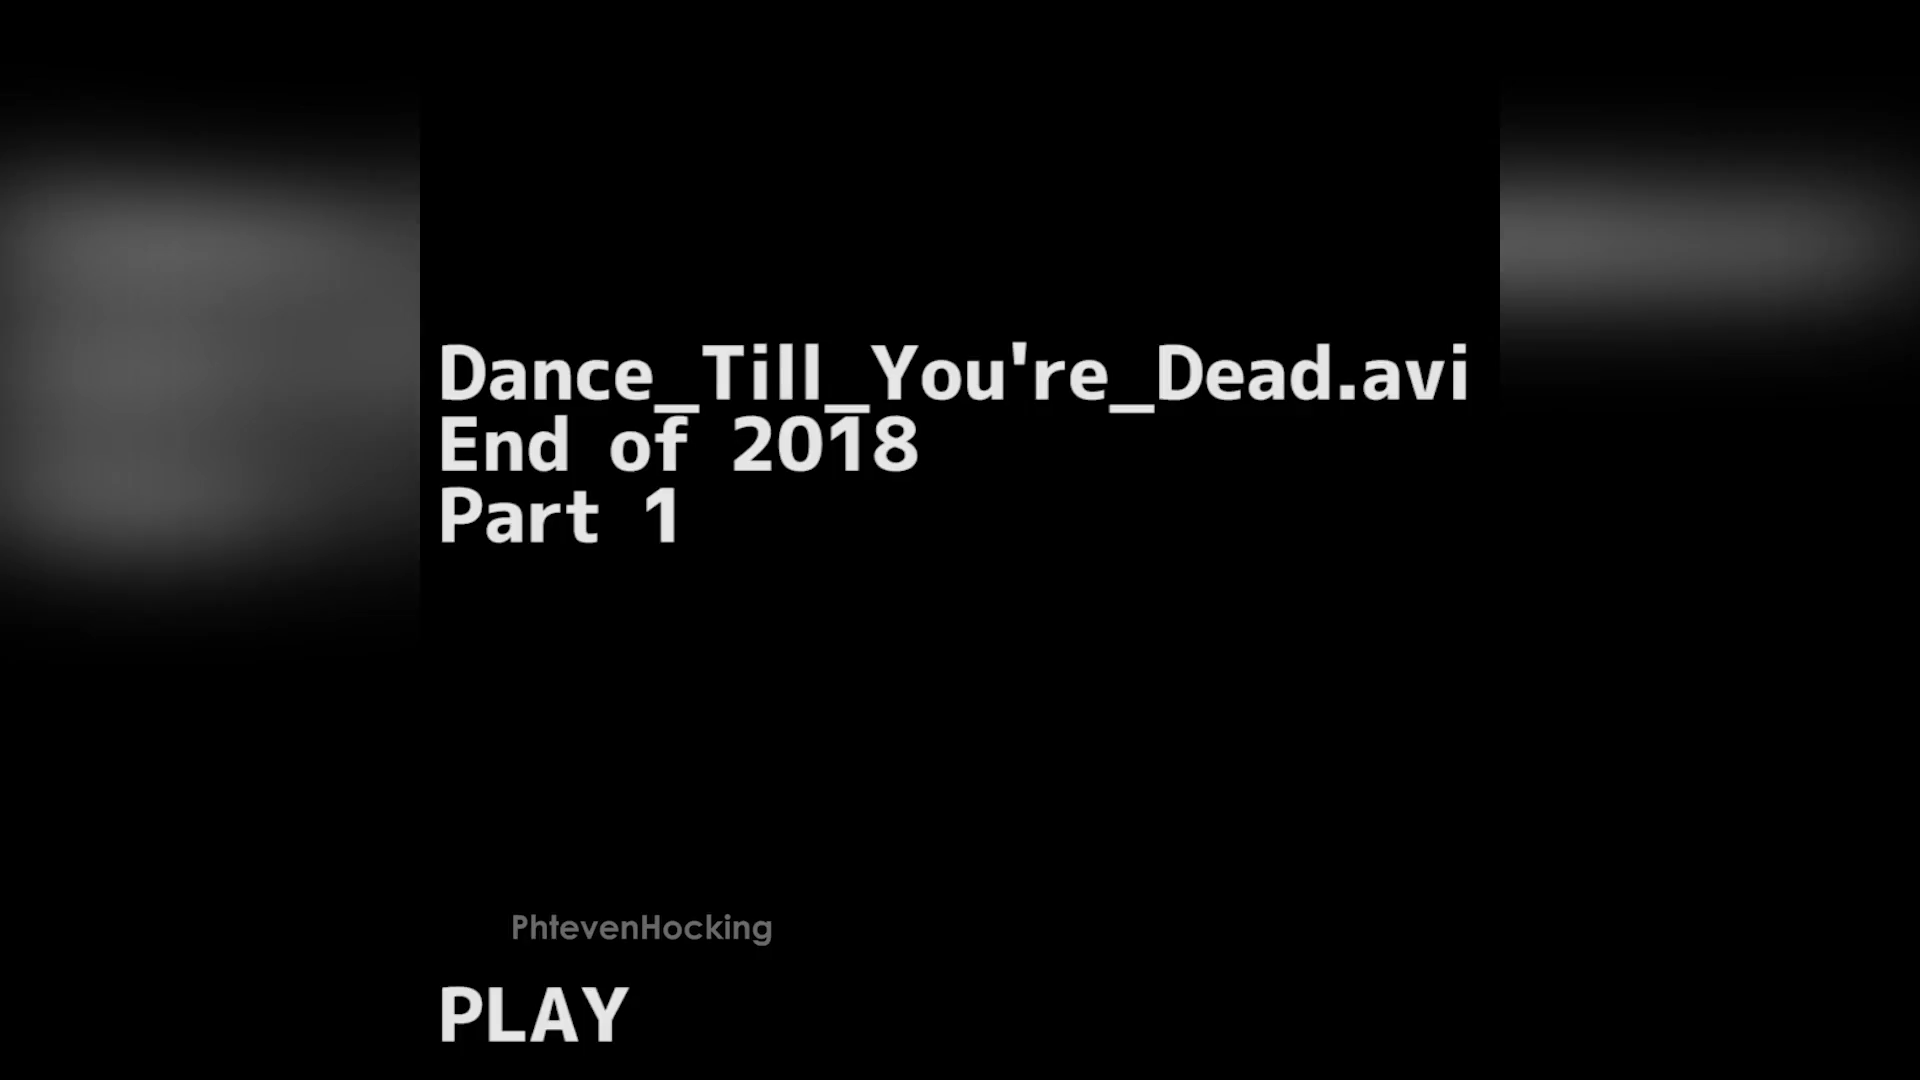 Dance_Till_You're_Dead.avi
End of 2018
Part 1
PhtevenHocking
PLAY